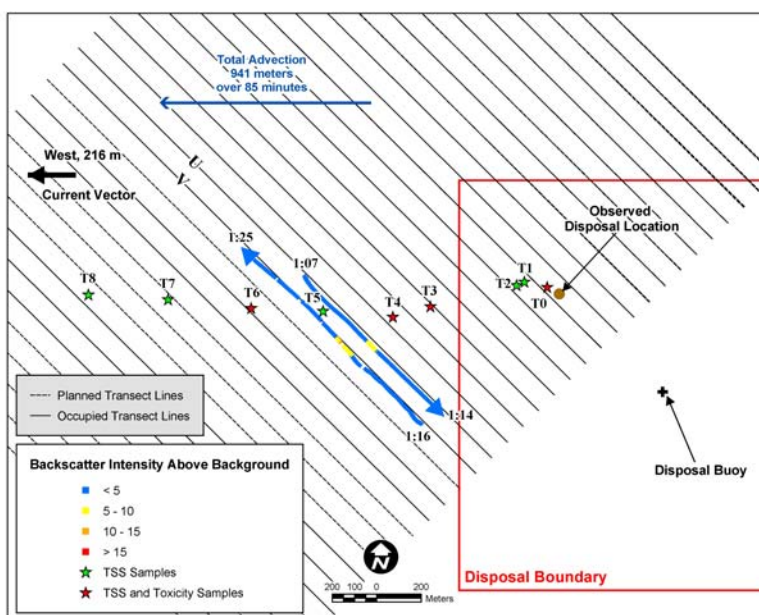 Total Advection
941 meters
over 85 minutes
West, 216 m
Current Vector
U
V
Observed
Disposal Location
1:25
1:07
T8
T7
T6
T5
T4
T3
T2
T1
T0
1:14
1:16
Planned Transect Lines
Occupied Transect Lines
Disposal Buoy
Backscatter Intensity Above Background
< 5
5 - 10
10 - 15
> 15
TSS Samples
TSS and Toxicity Samples
N
200 100 0 200
Meters
Disposal Boundary